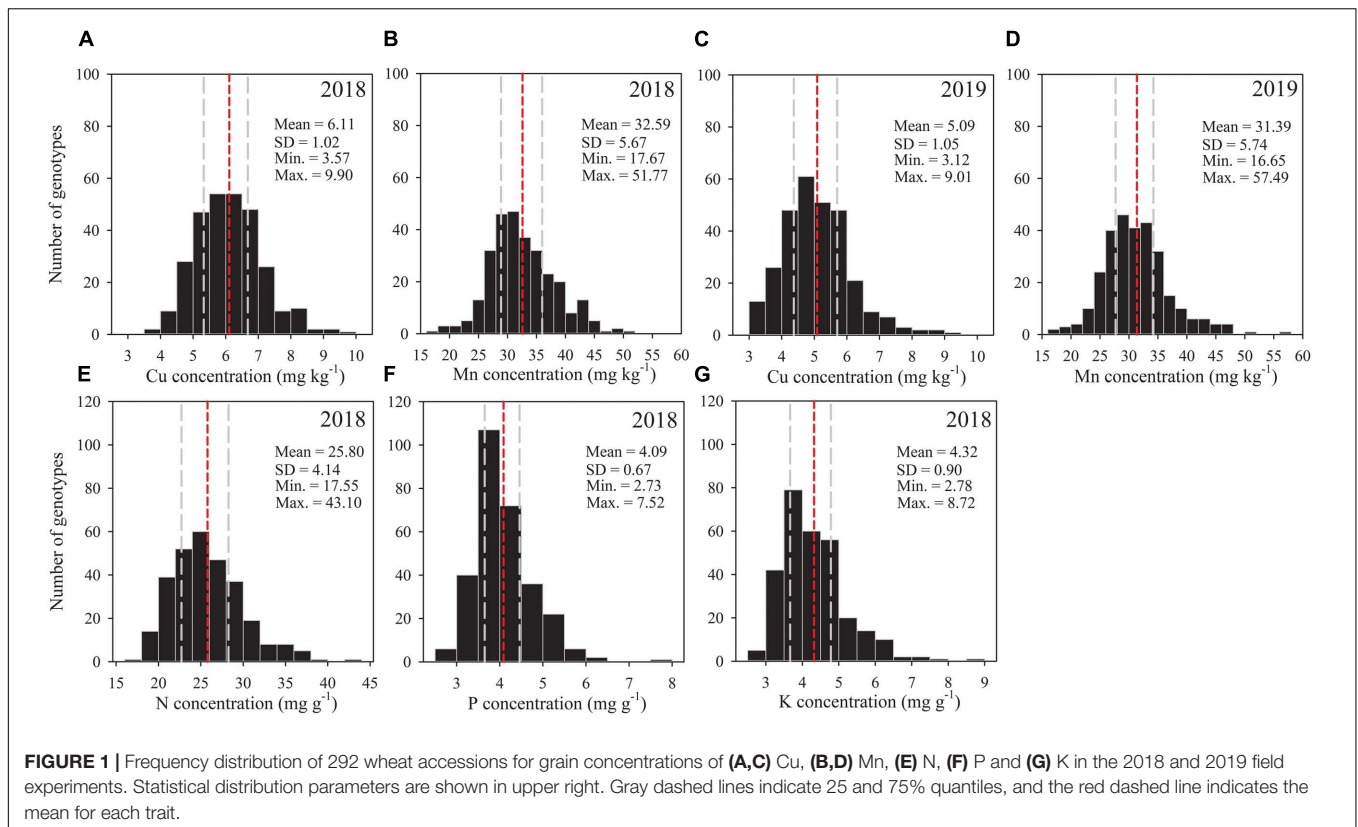 A
B
C
D
100
80
60
40
20
0
Number of genotypes
2018
Mean = 6.11
SD = 1.02
Min. = 3.57
Max. = 9.90
3 4 5 6 7 8 9 10
Cu concentration (mg kg⁻¹)
100
80
60
40
20
0
2018
Mean = 32.59
SD = 5.67
Min. = 17.67
Max. = 51.77
15 20 25 30 35 40 45 50 60
Mn concentration (mg kg⁻¹)
100
80
60
40
20
0
2019
Mean = 5.09
SD = 1.05
Min. = 3.12
Max. = 9.01
3 4 5 6 7 8 9 10
Cu concentration (mg kg⁻¹)
100
80
60
40
20
0
2019
Mean = 31.39
SD = 5.74
Min. = 16.65
Max. = 57.49
15 20 25 30 35 40 45 50 60
Mn concentration (mg kg⁻¹)
E
F
G
120
100
80
60
40
20
0
Number of genotypes
2018
Mean = 25.80
SD = 4.14
Min. = 17.55
Max. = 43.10
15 20 25 30 35 40 45
N concentration (mg g⁻¹)
120
100
80
60
40
20
0
2018
Mean = 4.09
SD = 0.67
Min. = 2.73
Max. = 7.52
3 4 5 6 7 8
P concentration (mg g⁻¹)
120
100
80
60
40
20
0
2018
Mean = 4.32
SD = 0.90
Min. = 2.78
Max. = 8.72
3 4 5 6 7 8 9
K concentration (mg g⁻¹)
FIGURE 1 | Frequency distribution of 292 wheat accessions for grain concentrations of (A,C) Cu, (B,D) Mn, (E) N, (F) P and (G) K in the 2018 and 2019 field
experiments. Statistical distribution parameters are shown in upper right. Gray dashed lines indicate 25 and 75% quantiles, and the red dashed line indicates the
mean for each trait.